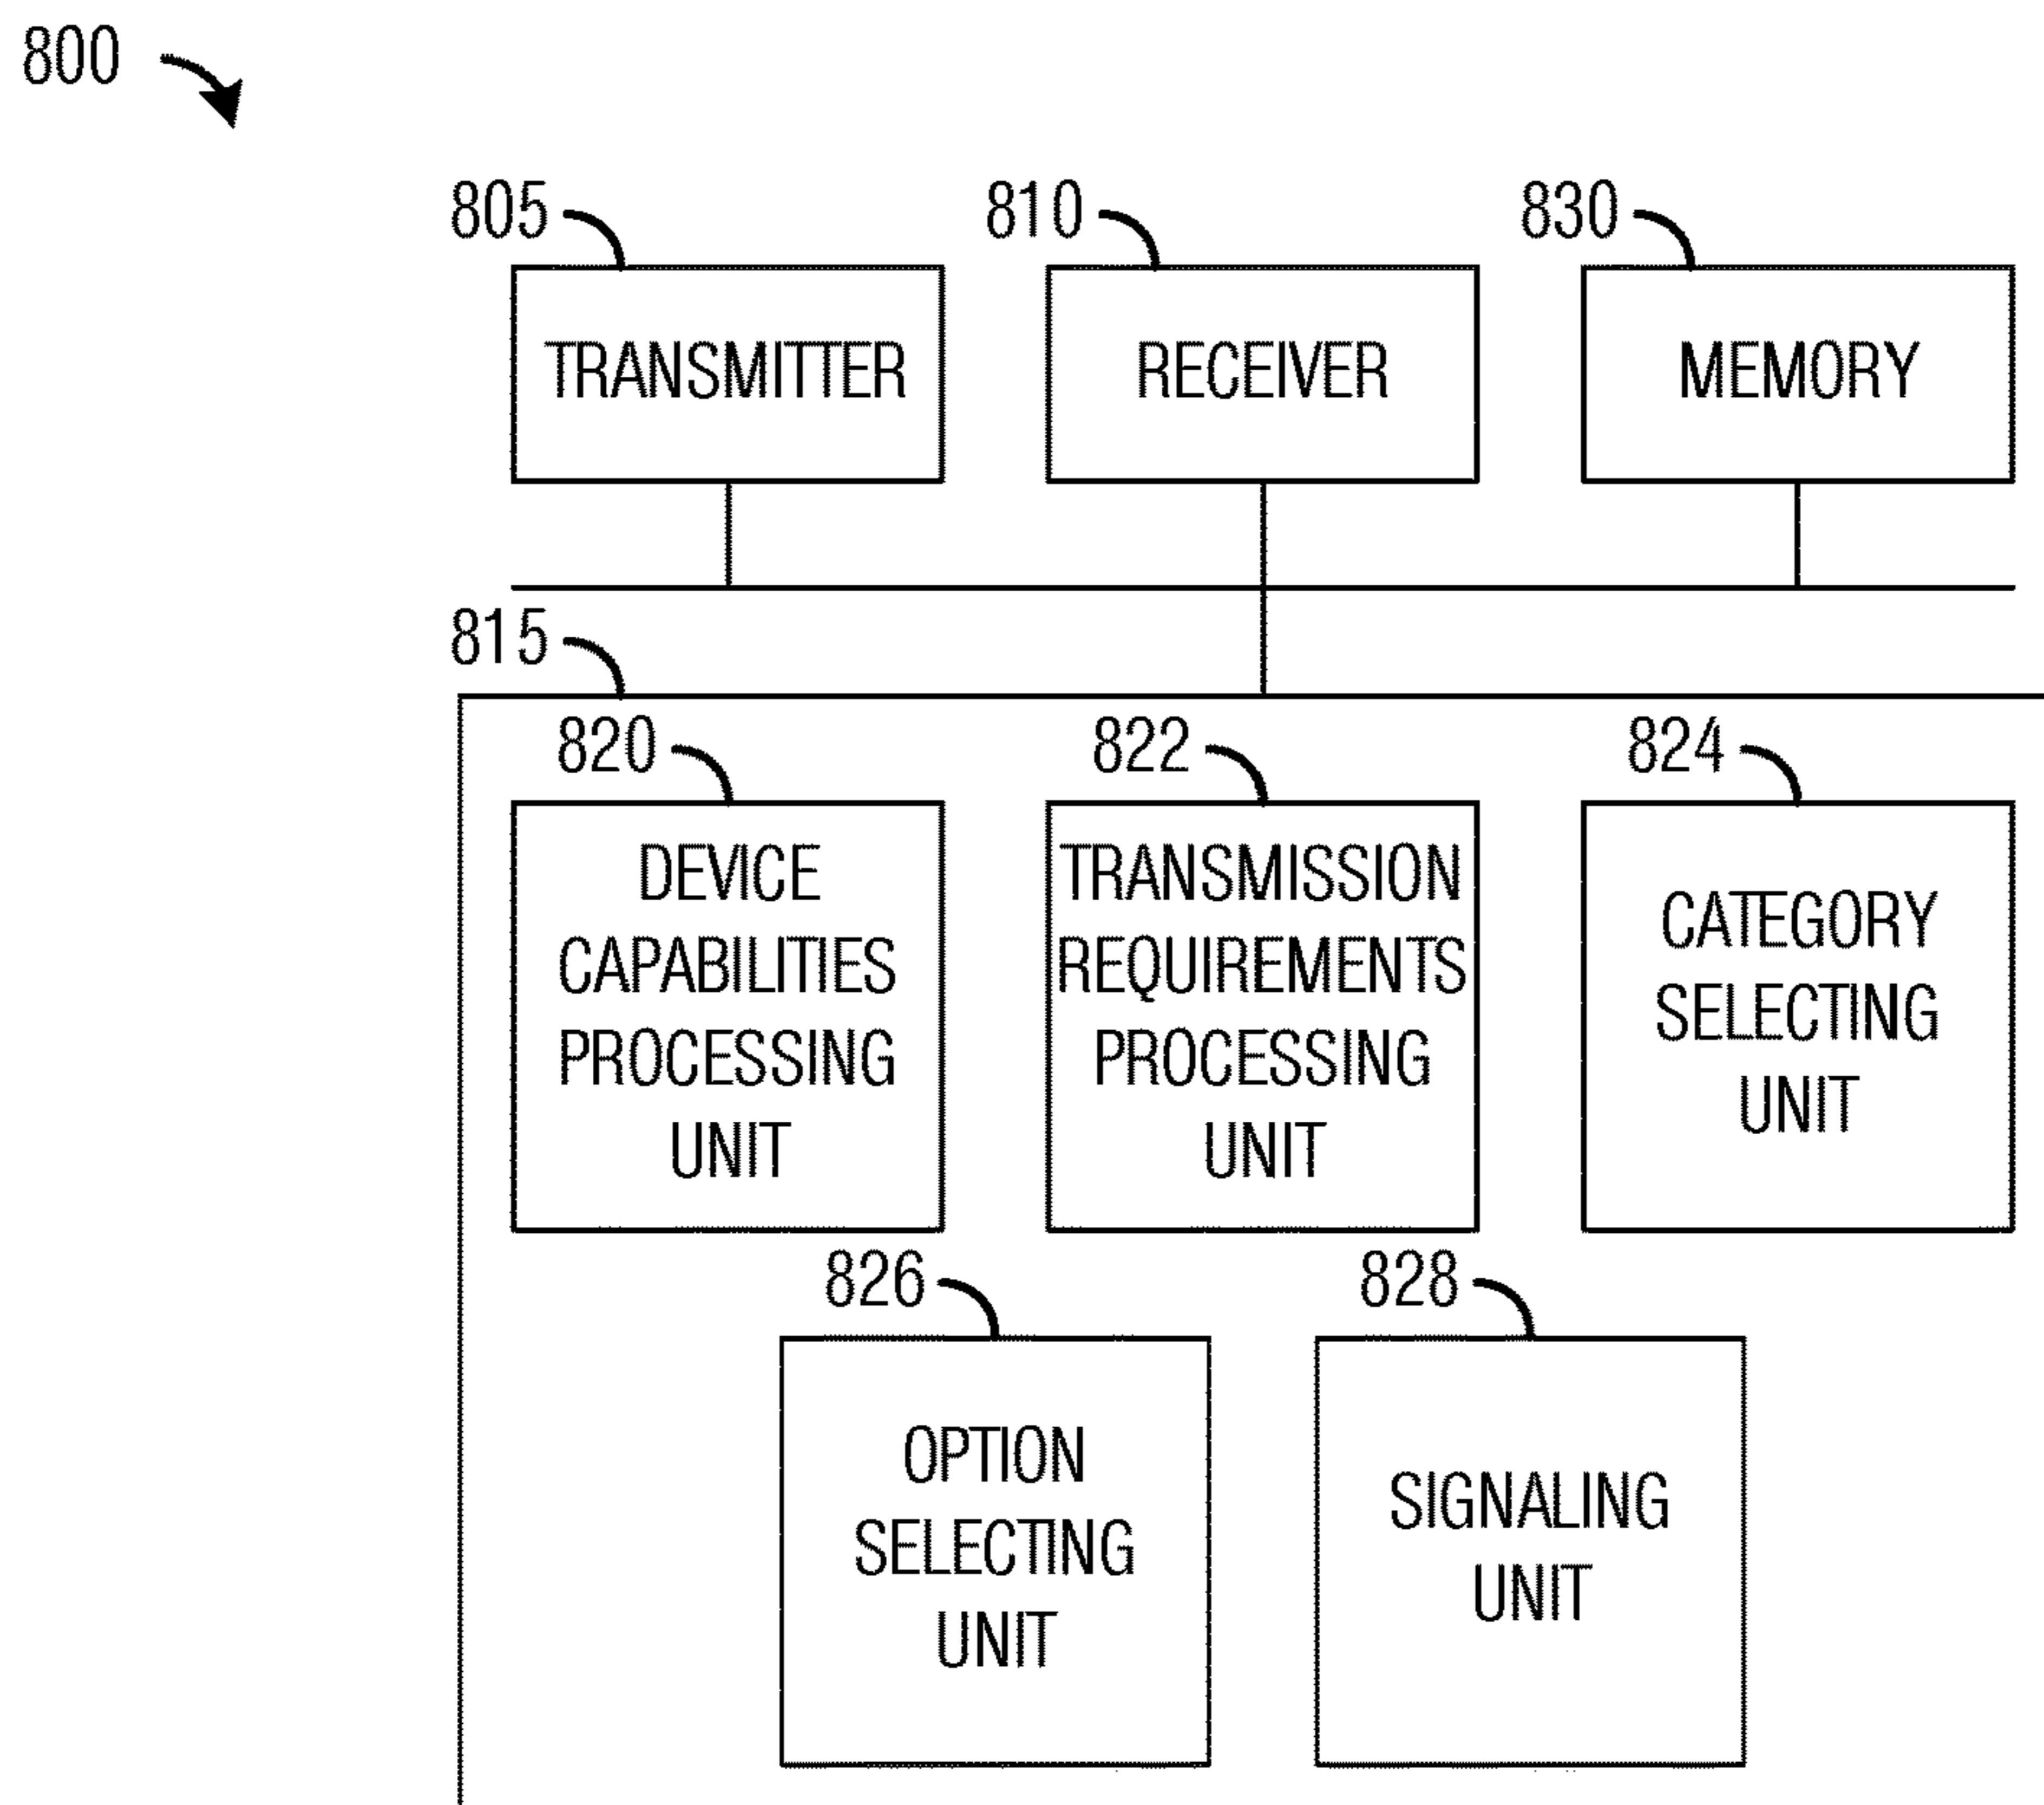 800
805
810
830
TRANSMITTER
RECEIVER
MEMORY
815
820
822
824
DEVICE
CAPABILITIES
PROCESSING
UNIT
TRANSMISSION
REQUIREMENTS
PROCESSING
UNIT
CATEGORY
SELECTING
UNIT
826
828
OPTION
SELECTING
UNIT
SIGNALING
UNIT